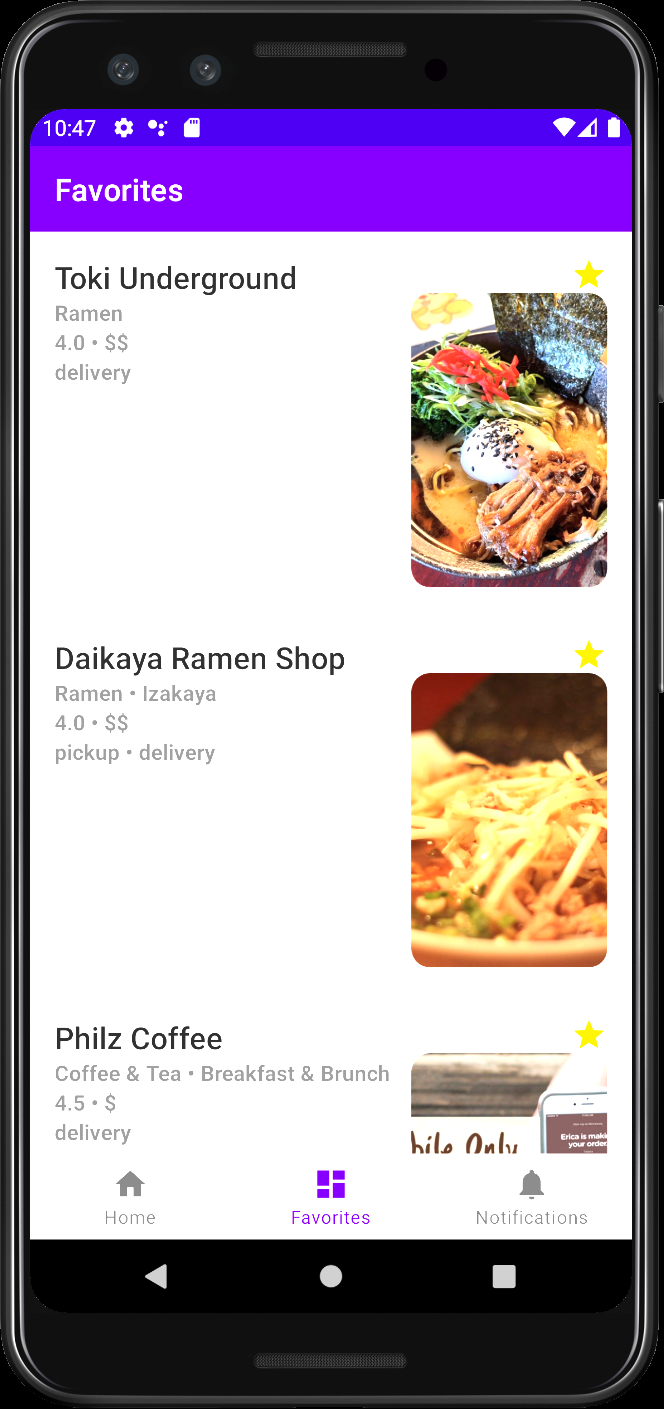 10:47
Favorites
Toki Underground
Ramen
4.0 • $$
delivery
Daikaya Ramen Shop
Ramen • Izakaya
4.0 • $$
pickup • delivery
Philz Coffee
Coffee & Tea • Breakfast & Brunch
4.5 • $
delivery
bile Only
Erica is maki
your order.
Home
Favorites
Notifications